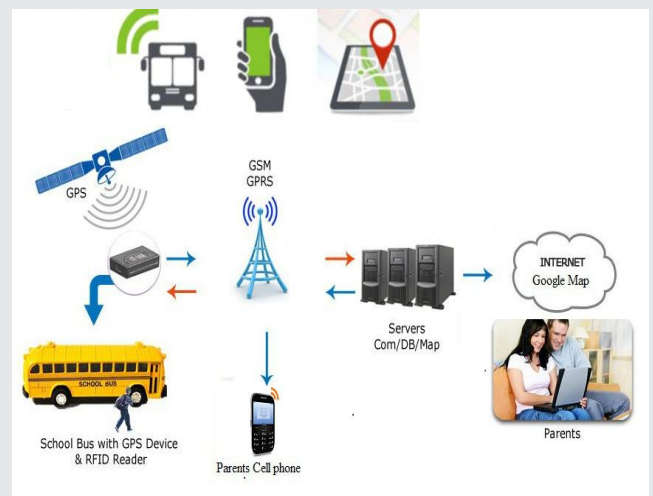 GSM
GPRS
GPS
INTERNET
Google Map
Servers
Com/DB/Map
SCHOOL BUS
School Bus with GPS Device
& RFID Reader
Parents Cell phone
Parents